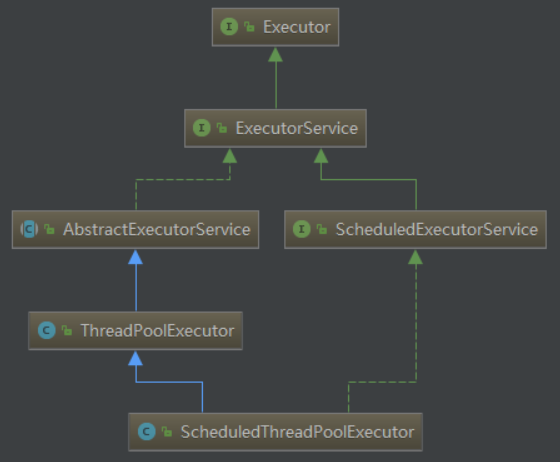 I Executor
I ExecutorService
C AbstractExecutorService
I ScheduledExecutorService
C ThreadPoolExecutor
C ScheduledThreadPoolExecutor